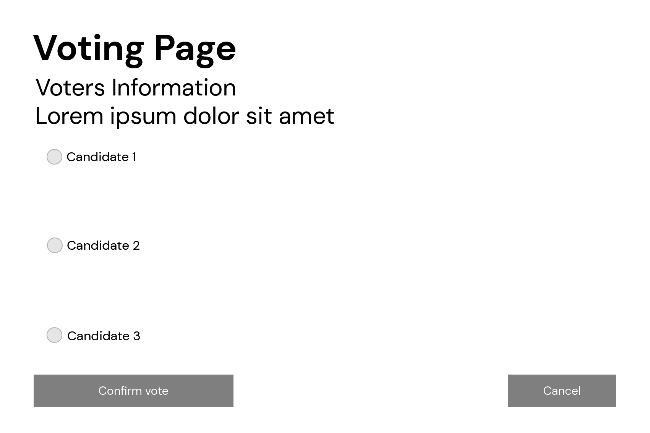 Voting Page
Voters Information
Lorem ipsum dolor sit amet
Candidate 1
Candidate 2
Candidate 3
Confirm vote
Cancel